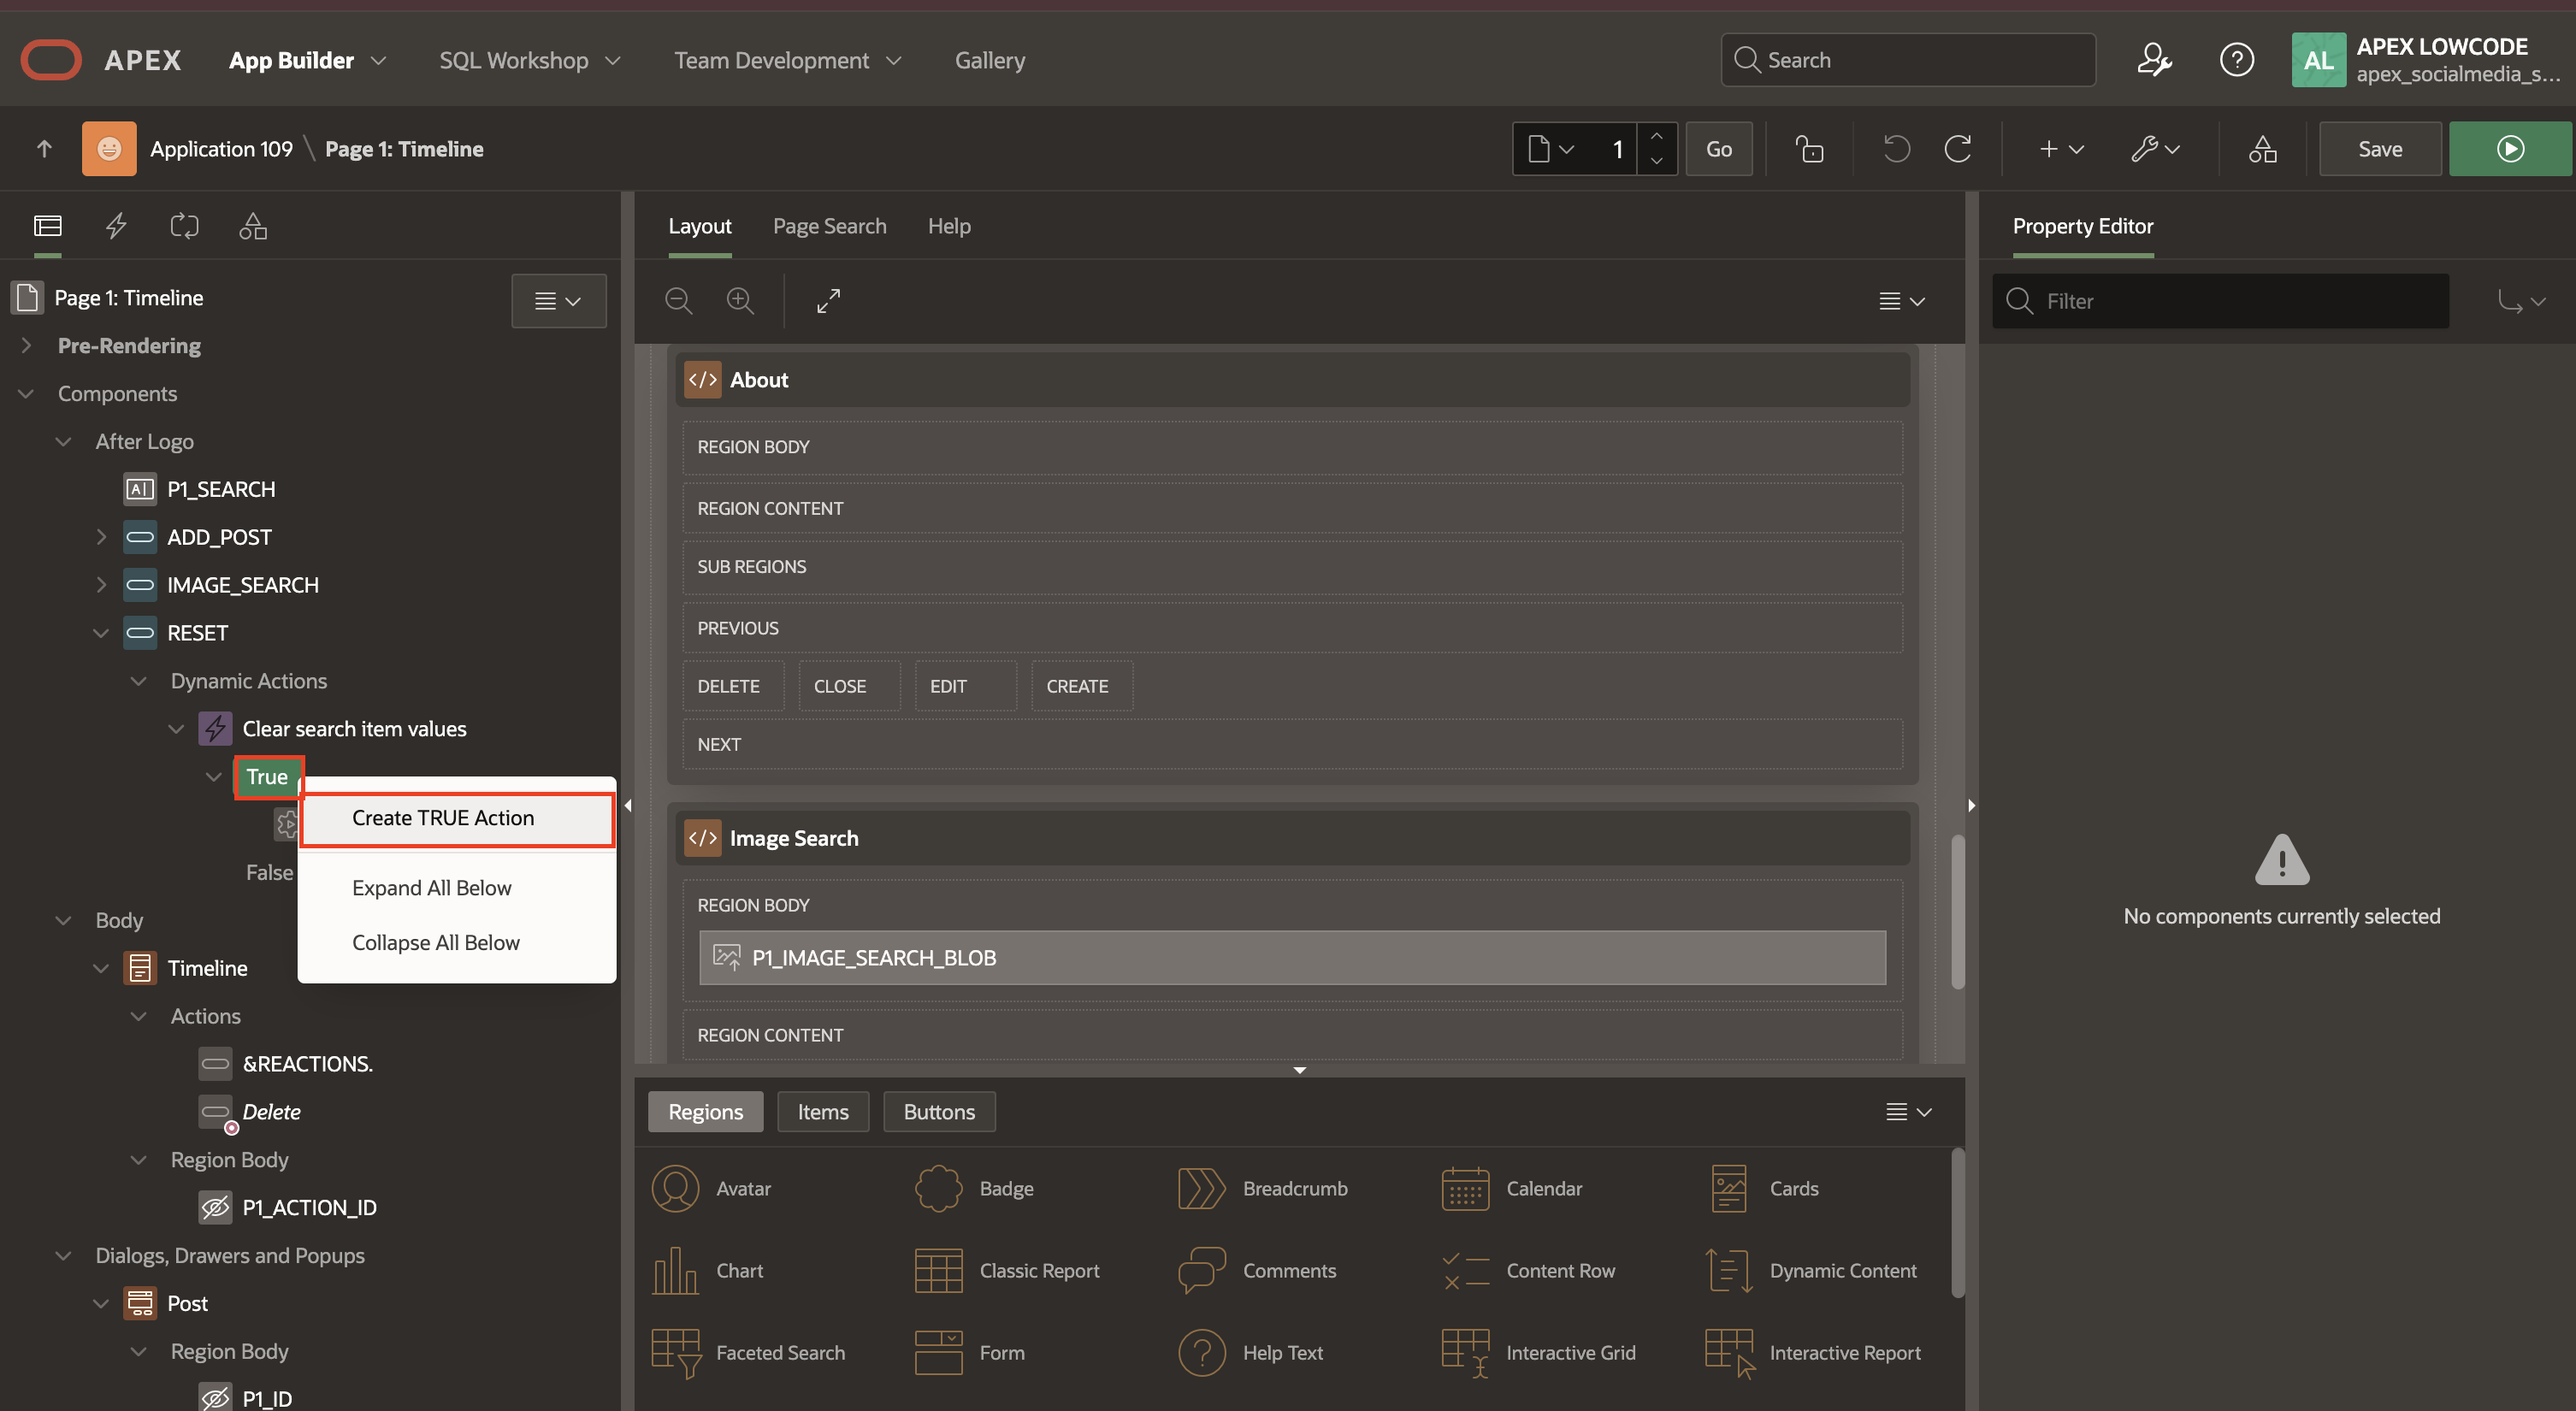 APEX App Builder SQL Workshop Team Development Gallery Search ? AL APEX LOWCODE
apex_socialmedia_s...
Application 109 \ Page 1: Timeline 1 Go Save
Layout Page Search Help Property Editor
Page 1: Timeline
Filter
Pre-Rendering
Components
After Logo
P1_SEARCH
ADD_POST
IMAGE_SEARCH
RESET
Dynamic Actions
Clear search item values
True
Create TRUE Action
Expand All Below
Collapse All Below
False
Body
Timeline
Actions
&REACTIONS.
Delete
Region Body
P1_ACTION_ID
Dialogs, Drawers and Popups
Post
Region Body
P1_ID
About
REGION BODY
REGION CONTENT
SUB REGIONS
PREVIOUS
DELETE CLOSE EDIT CREATE
NEXT
Image Search
REGION BODY
P1_IMAGE_SEARCH_BLOB
REGION CONTENT
Regions Items Buttons
Avatar Badge Breadcrumb Calendar Cards
Chart Classic Report Comments Content Row Dynamic Content
Faceted Search Form Help Text Interactive Grid Interactive Report
No components currently selected